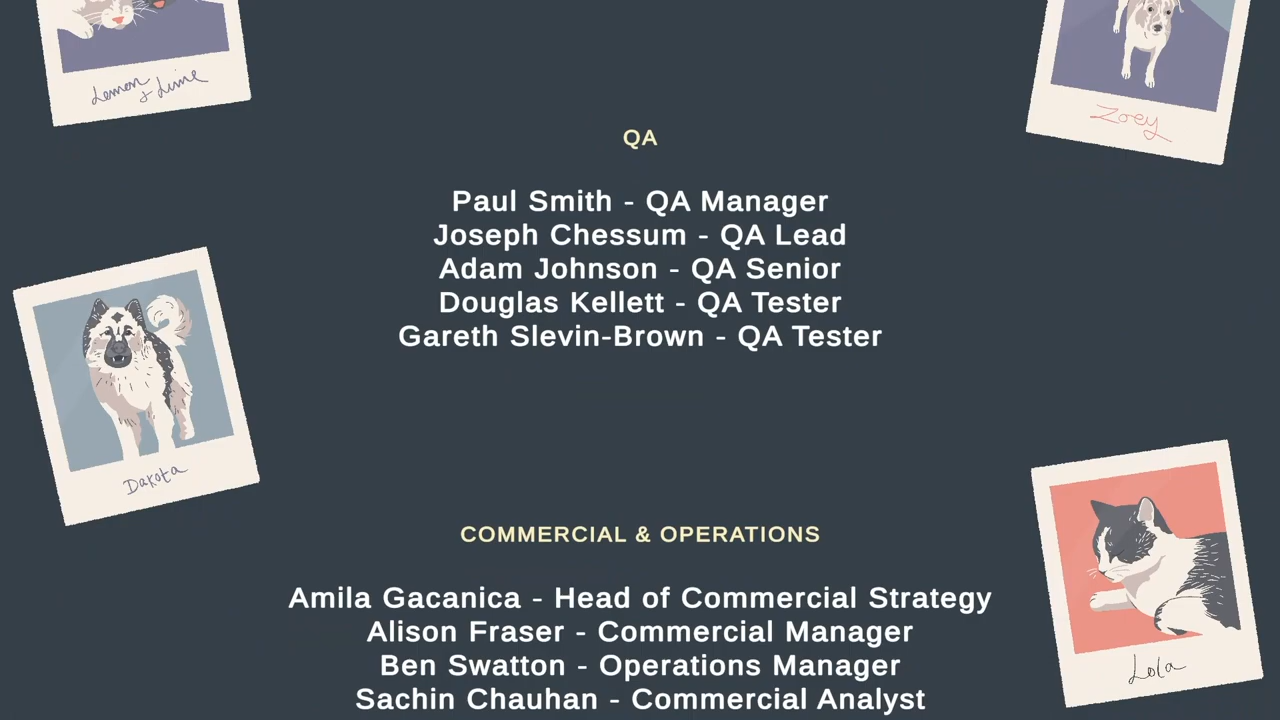 Lemon
& Lime
Zoey
QA
Paul Smith - QA Manager
Joseph Chessum - QA Lead
Adam Johnson - QA Senior
Douglas Kellett - QA Tester
Gareth Slevin-Brown - QA Tester
Dakota
COMMERCIAL & OPERATIONS
Amila Gacanica - Head of Commercial Strategy
Alison Fraser - Commercial Manager
Ben Swatton - Operations Manager
Sachin Chauhan - Commercial Analyst
Lola